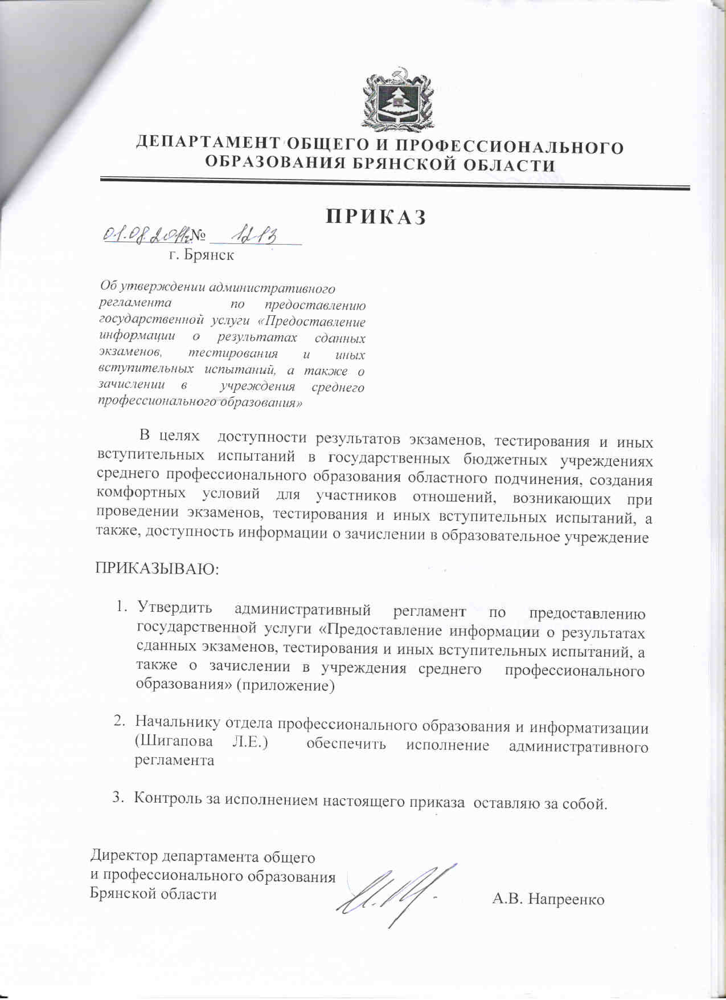 ДЕПАРТАМЕНТ ОБЩЕГО И ПРОФЕССИОНАЛЬНОГО
ОБРАЗОВАНИЯ БРЯНСКОЙ ОБЛАСТИ
ПРИКАЗ
01.08.2011г. № 1213
г. Брянск
Об утверждении административного
регламента по предоставлению
государственной услуги «Предоставление
информации о результатах сданных
экзаменов, тестирования и иных
вступительных испытаний, а также о
зачислении в учреждения среднего
профессионального образования»
В целях доступности результатов экзаменов, тестирования и иных
вступительных испытаний в государственных бюджетных учреждениях
среднего профессионального образования областного подчинения, создания
комфортных условий для участников отношений, возникающих при
проведении экзаменов, тестирования и иных вступительных испытаний, а
также, доступность информации о зачислении в образовательное учреждение
ПРИКАЗЫВАЮ:
1. Утвердить административный регламент по предоставлению
государственной услуги «Предоставление информации о результатах
сданных экзаменов, тестирования и иных вступительных испытаний, а
также о зачислении в учреждения среднего профессионального
образования» (приложение)
2. Начальнику отдела профессионального образования и информатизации
(Шигапова Л.Е.) обеспечить исполнение административного
регламента
3. Контроль за исполнением настоящего приказа оставляю за собой.
Директор департамента общего
и профессионального образования
Брянской области А.В. Напреенко